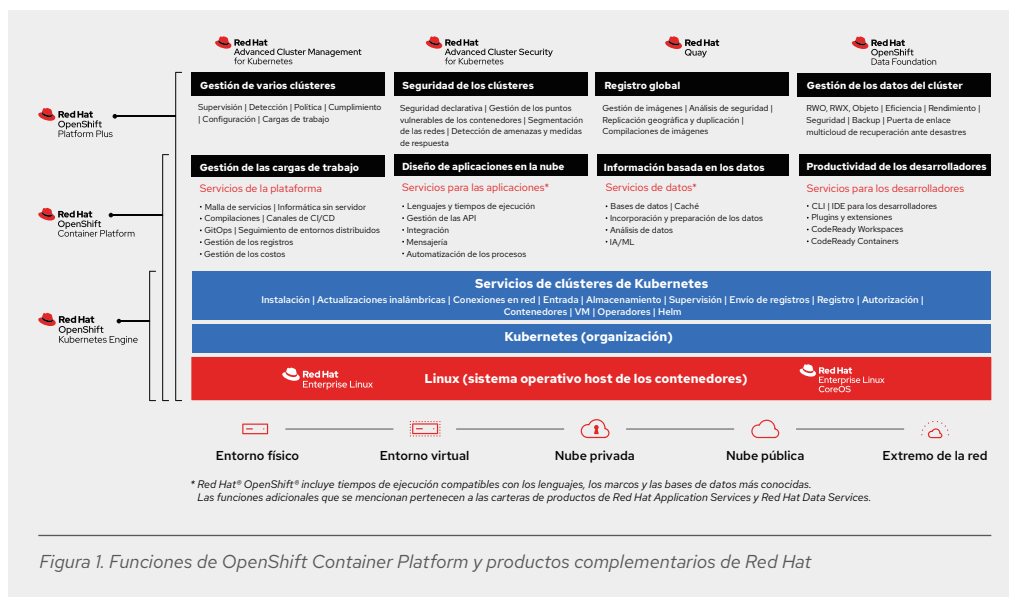 Red Hat
Advanced Cluster Management
for Kubernetes
Red Hat
Advanced Cluster Security
for Kubernetes
Red Hat
Quay
Red Hat
OpenShift
Data Foundation
Red Hat
OpenShift
Platform Plus
Gestión de varios clústeres
Supervisión | Detección | Política | Cumplimiento
| Configuración | Cargas de trabajo
Seguridad de los clústeres
Seguridad declarativa | Gestión de los puntos
vulnerables de los contenedores | Segmentación
de las redes | Detección de amenazas y medidas
de respuesta
Registro global
Gestión de imágenes | Análisis de seguridad |
Replicación geográfica y duplicación |
Compilaciones de imágenes
Gestión de los datos del clúster
RWO, RWX, Objeto | Eficiencia | Rendimiento |
Seguridad | Backup | Puerta de enlace
multicloud de recuperación ante desastres
Red Hat
OpenShift
Container Platform
Gestión de las cargas de trabajo
Servicios de la plataforma
• Malla de servicios | Informática sin servidor
• Compilaciones | Canales de CI/CD
• GitOps | Seguimiento de entornos distribuidos
• Gestión de los registros
• Gestión de los costos
Diseño de aplicaciones en la nube
Servicios para las aplicaciones*
• Lenguajes y tiempos de ejecución
• Gestión de las API
• Integración
• Mensajería
• Automatización de los procesos
Información basada en los datos
Servicios de datos*
• Bases de datos | Caché
• Incorporación y preparación de los datos
• Análisis de datos
• IA/ML
Productividad de los desarrolladores
Servicios para los desarrolladores
• CLI | IDE para los desarrolladores
• Plugins y extensiones
• CodeReady Workspaces
• CodeReady Containers
Red Hat
OpenShift
Kubernetes Engine
Servicios de clústeres de Kubernetes
Instalación | Actualizaciones inalámbricas | Conexiones en red | Entrada | Almacenamiento | Supervisión | Envío de registros | Registro | Autorización |
Contenedores | VM | Operadores | Helm
Kubernetes (organización)
Red Hat
Enterprise Linux
Linux (sistema operativo host de los contenedores)
Red Hat
Enterprise Linux
CoreOS
Entorno físico
Entorno virtual
Nube privada
Nube pública
Extremo de la red
* Red Hat® OpenShift® incluye tiempos de ejecución compatibles con los lenguajes, los marcos y las bases de datos más conocidas.
Las funciones adicionales que se mencionan pertenecen a las carteras de productos de Red Hat Application Services y Red Hat Data Services.
Figura 1. Funciones de OpenShift Container Platform y productos complementarios de Red Hat